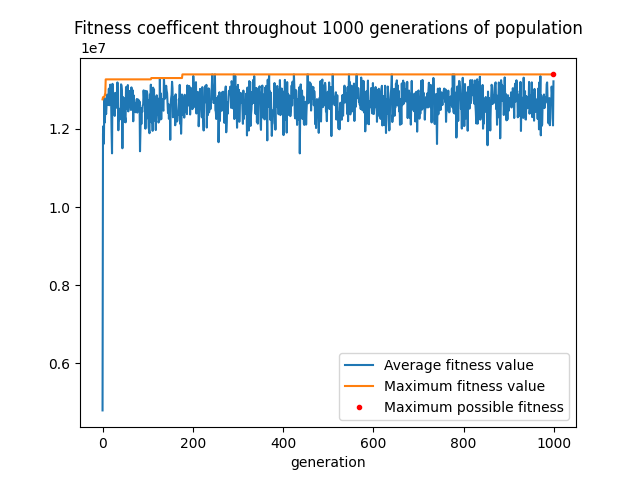 Fitness coefficent throughout 1000 generations of population
1e7
1.2
1.0
0.8
0.6
Average fitness value
Maximum fitness value
Maximum possible fitness
0 200 400 600 800 1000
generation